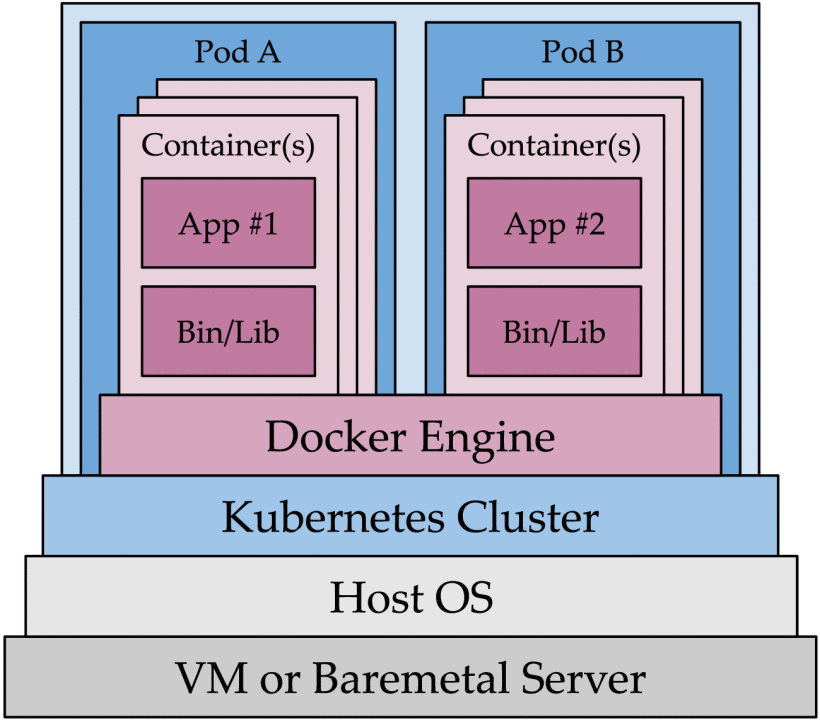 Pod A
Pod B
Container(s)
Container(s)
App #1
App #2
Bin/Lib
Bin/Lib
Docker Engine
Kubernetes Cluster
Host OS
VM or Baremetal Server